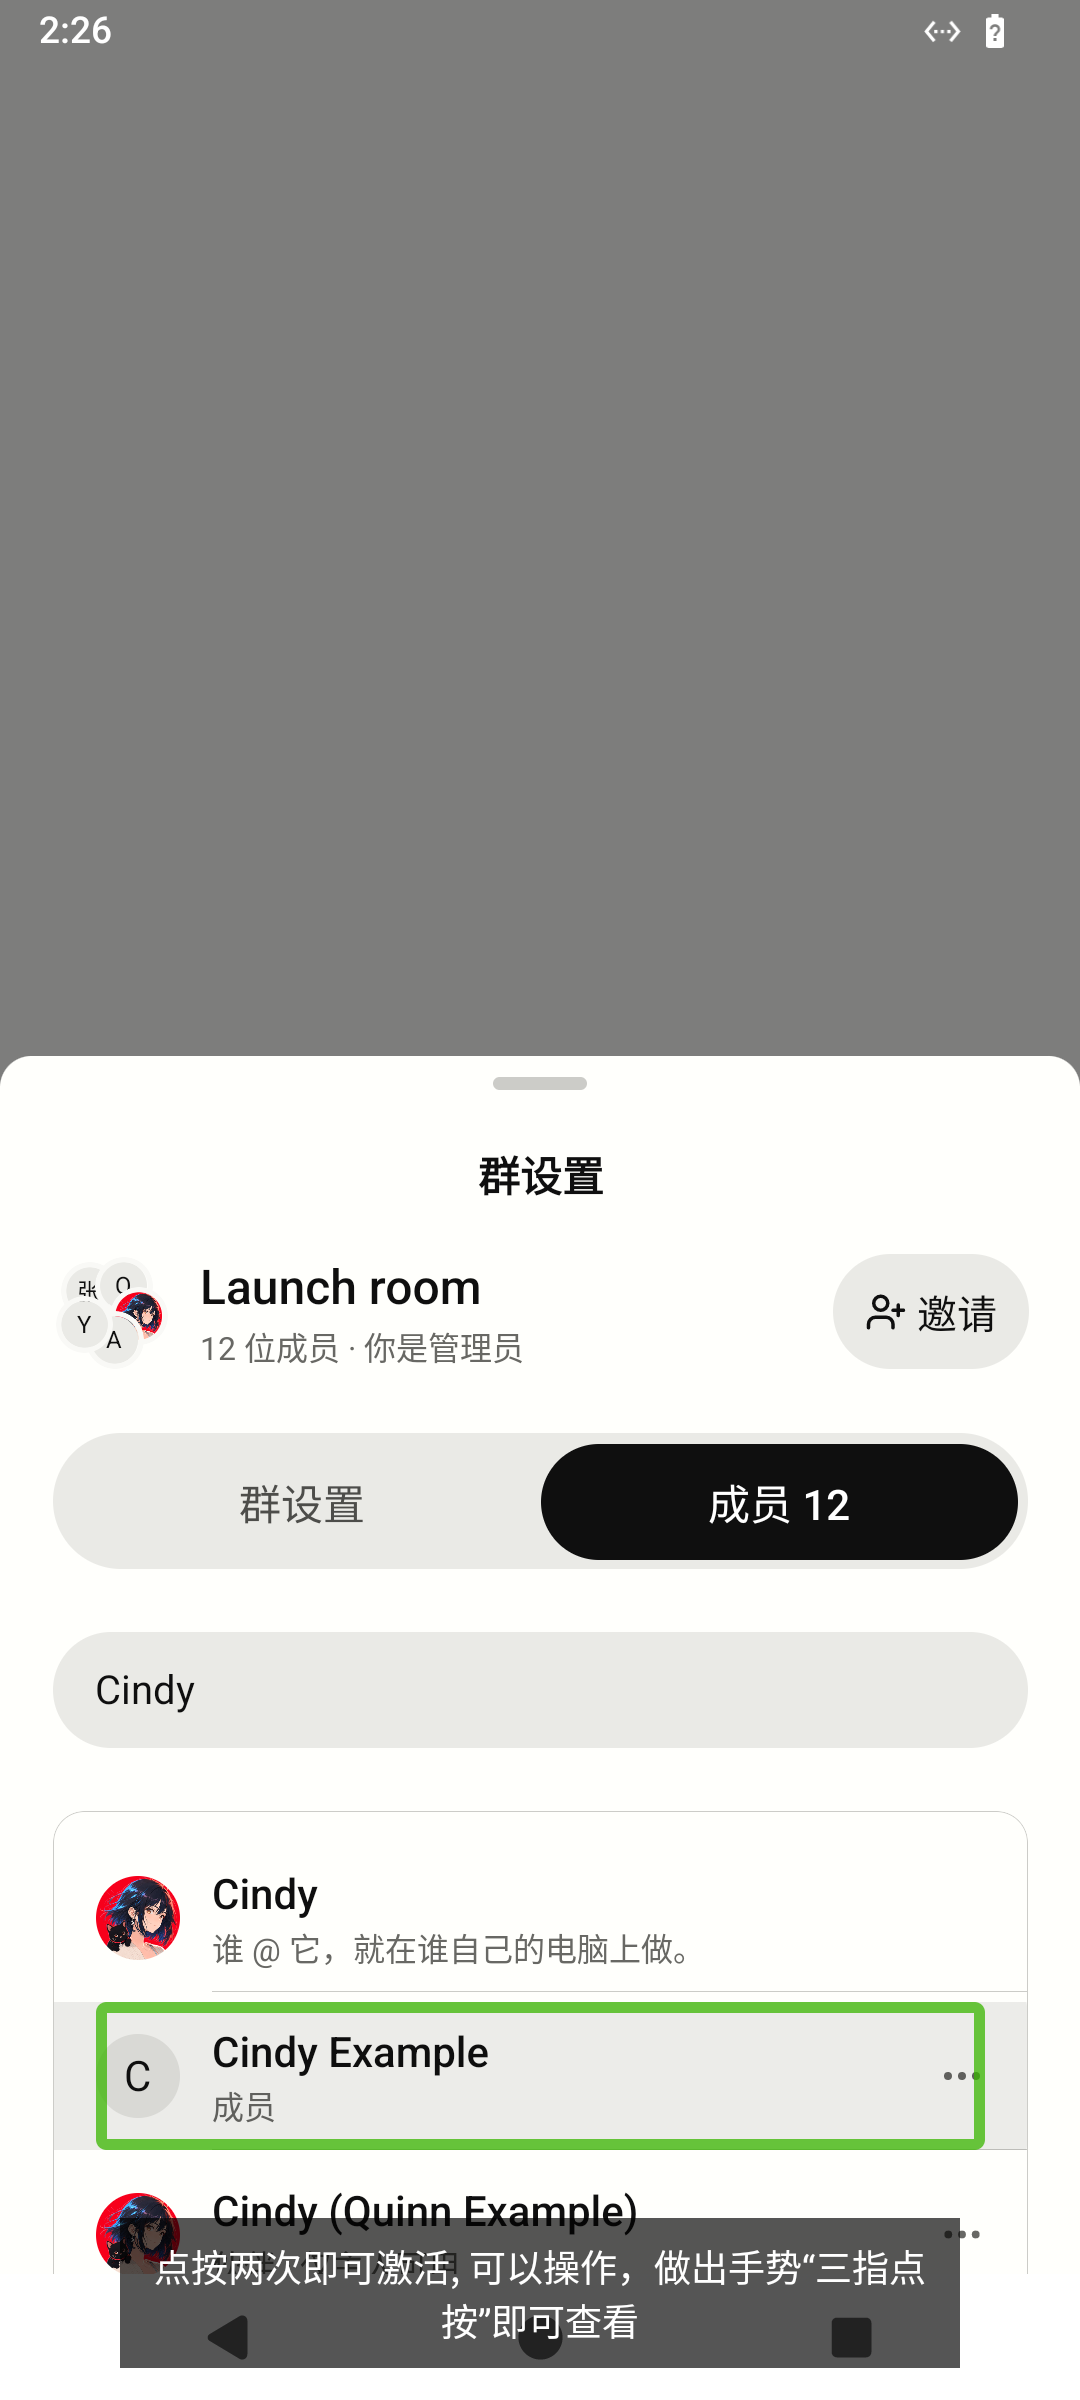 2:26
群设置
张 O
Y
A
Launch room
12 位成员 · 你是管理员
邀请
群设置
成员 12
Cindy
Cindy
谁 @ 它，就在谁自己的电脑上做。
C
Cindy Example
成员
Cindy (Quinn Example)
点按两次即可激活, 可以操作，做出手势“三指点
按”即可查看